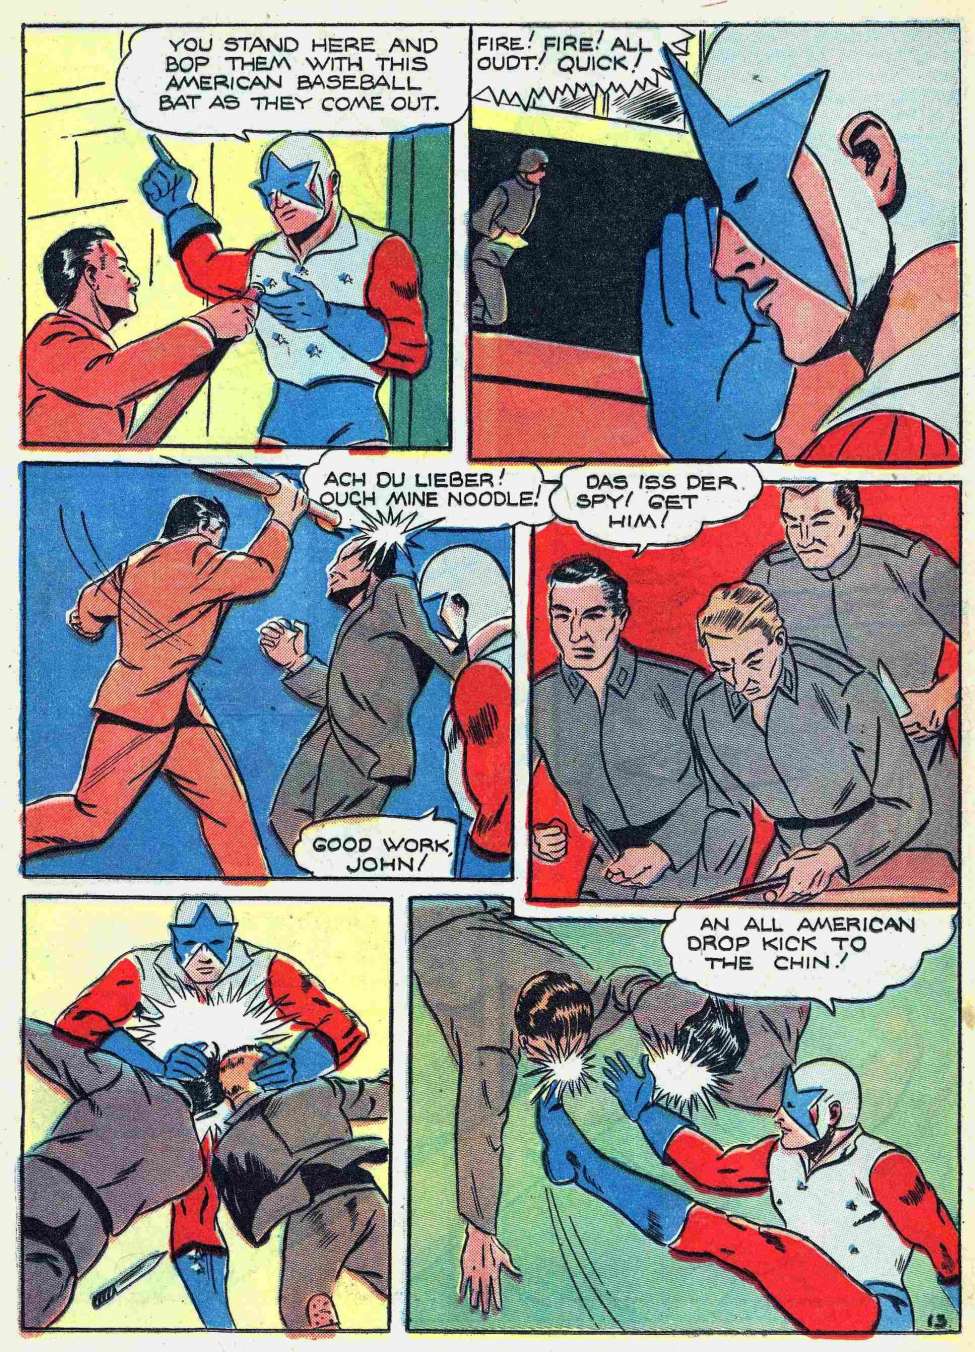 YOU STAND HERE AND
BOP THEM WITH THIS
AMERICAN BASEBALL
BAT AS THEY COME OUT.
FIRE! FIRE! ALL
OUDT! QUICK!
ACH DU LIEBER!
OUCH MINE NOODLE!
GOOD WORK,
JOHN!
DAS ISS DER
SPY! GET
HIM!
AN ALL AMERICAN
DROP KICK TO
THE CHIN!
13